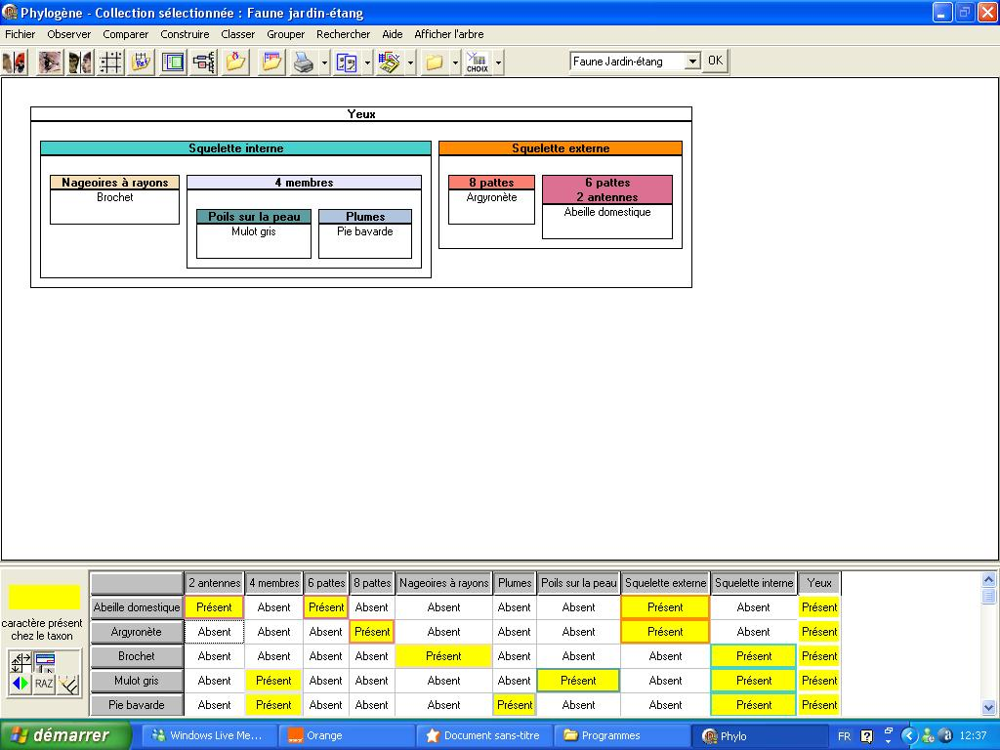 Phylogène - Collection sélectionnée : Faune jardin-étang
Fichier Observer Comparer Construire Classer Grouper Rechercher Aide Afficher l'arbre
CHOIX Faune Jardin-étang OK
Yeux
Squelette interne Squelette externe
Nageoires à rayons 4 membres 8 pattes 6 pattes
Brochet Argyronète 2 antennes
Poils sur la peau Plumes Abeille domestique
Mulot gris Pie bavarde
2 antennes 4 membres 6 pattes 8 pattes Nageoires à rayons Plumes Poils sur la peau Squelette externe Squelette interne Yeux
Abeille domestique Présent Absent Présent Absent Absent Absent Absent Présent Absent Présent
caractère présent
chez le taxon
Argyronète Absent Absent Absent Présent Absent Absent Absent Présent Absent Présent
Brochet Absent Absent Absent Absent Présent Absent Absent Absent Présent Présent
Mulot gris Absent Présent Absent Absent Absent Absent Présent Absent Présent Présent
RAZ
Pie bavarde Absent Présent Absent Absent Absent Présent Absent Absent Présent Présent
démarrer Windows Live Me... Orange Document sans-titre Programmes Phylo FR 12:37